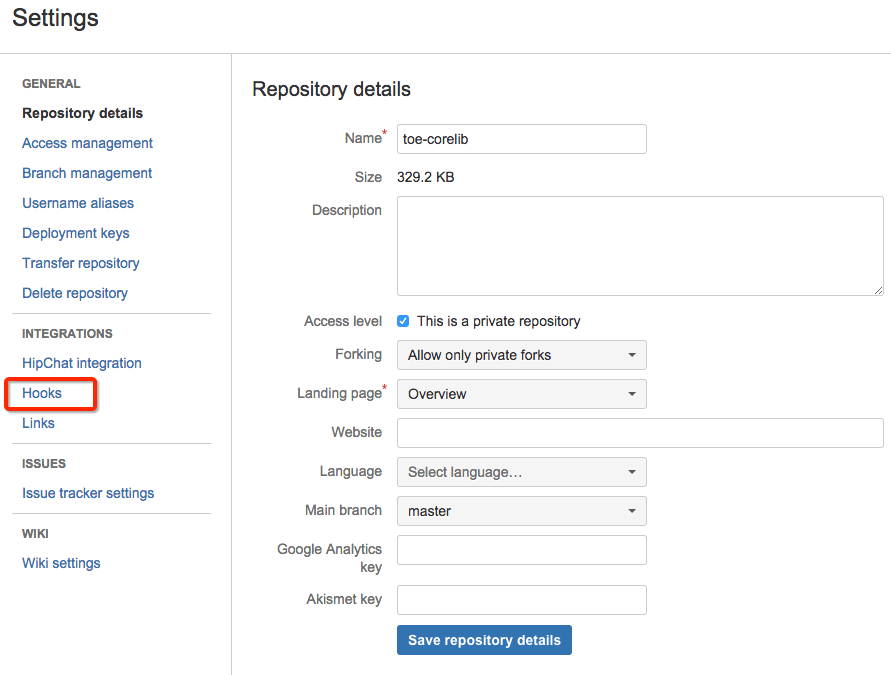 Settings
GENERAL
Repository details
Access management
Branch management
Username aliases
Deployment keys
Transfer repository
Delete repository
INTEGRATIONS
HipChat integration
Hooks
Links
ISSUES
Issue tracker settings
WIKI
Wiki settings
Repository details
Name* toe-corelib
Size 329.2 KB
Description
Access level This is a private repository
Forking Allow only private forks
Landing page* Overview
Website
Language Select language…
Main branch master
Google Analytics
key
Akismet key
Save repository details